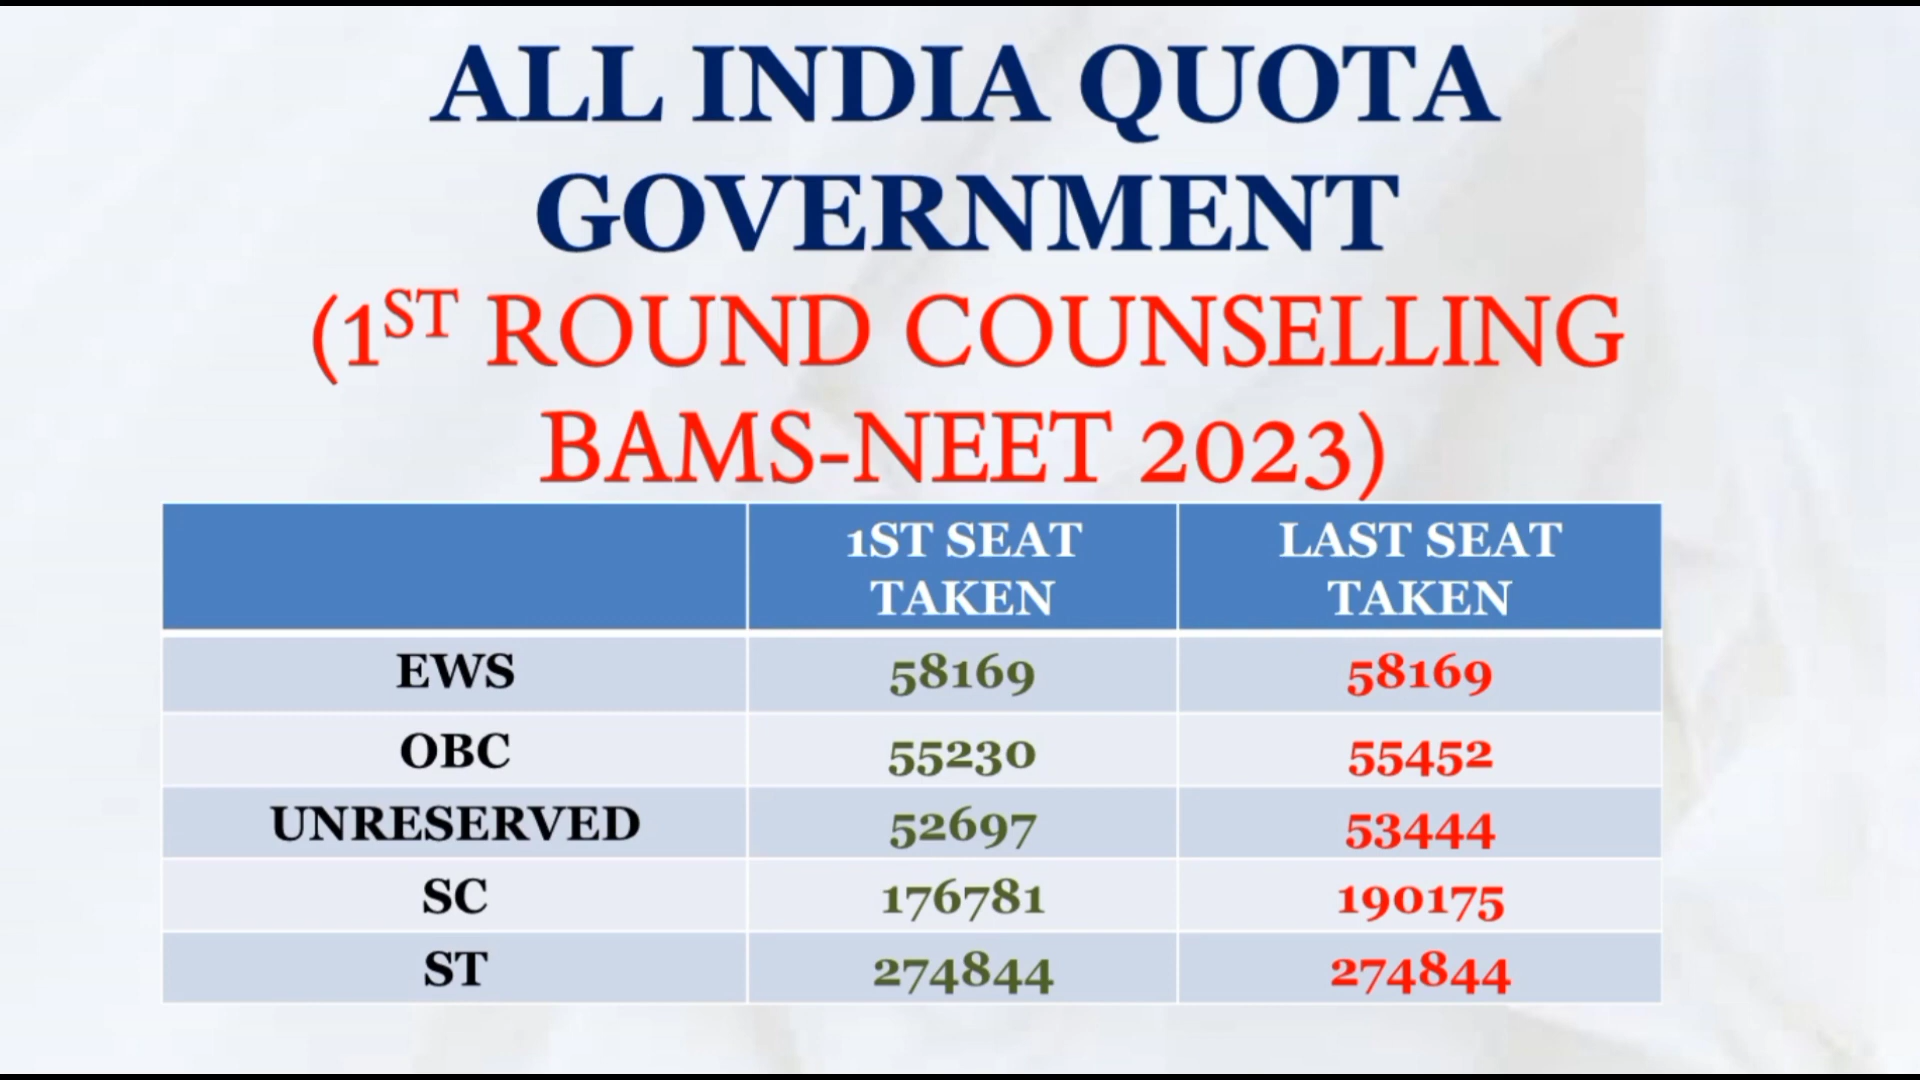 ALL INDIA QUOTA
GOVERNMENT
(1ST ROUND COUNSELLING
BAMS-NEET 2023)
1ST SEAT TAKEN
LAST SEAT TAKEN
EWS 58169 58169
OBC 55230 55452
UNRESERVED 52697 53444
SC 176781 190175
ST 274844 274844